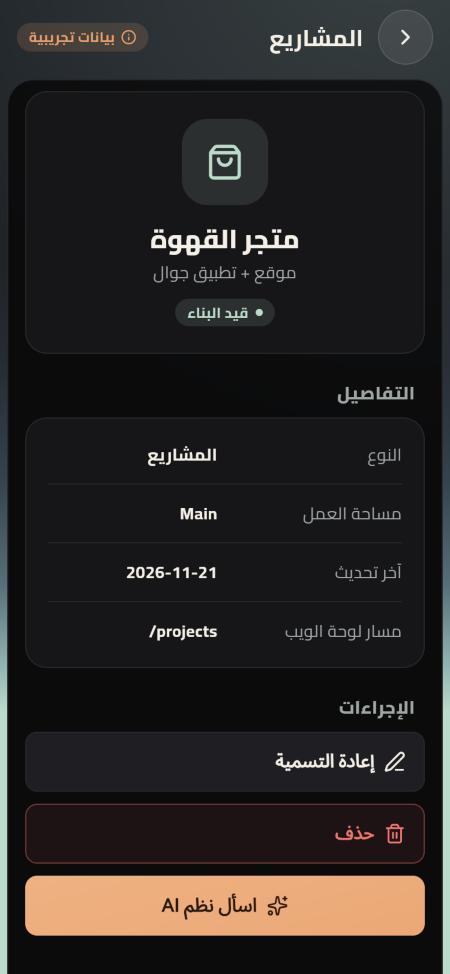 المشاريع
بيانات تجريبية
متجر القهوة
موقع + تطبيق جوال
قيد البناء
التفاصيل
النوع المشاريع
مساحة العمل Main
آخر تحديث 2026-11-21
مسار لوحة الويب /projects
الإجراءات
إعادة التسمية
حذف
اسأل نظم AI